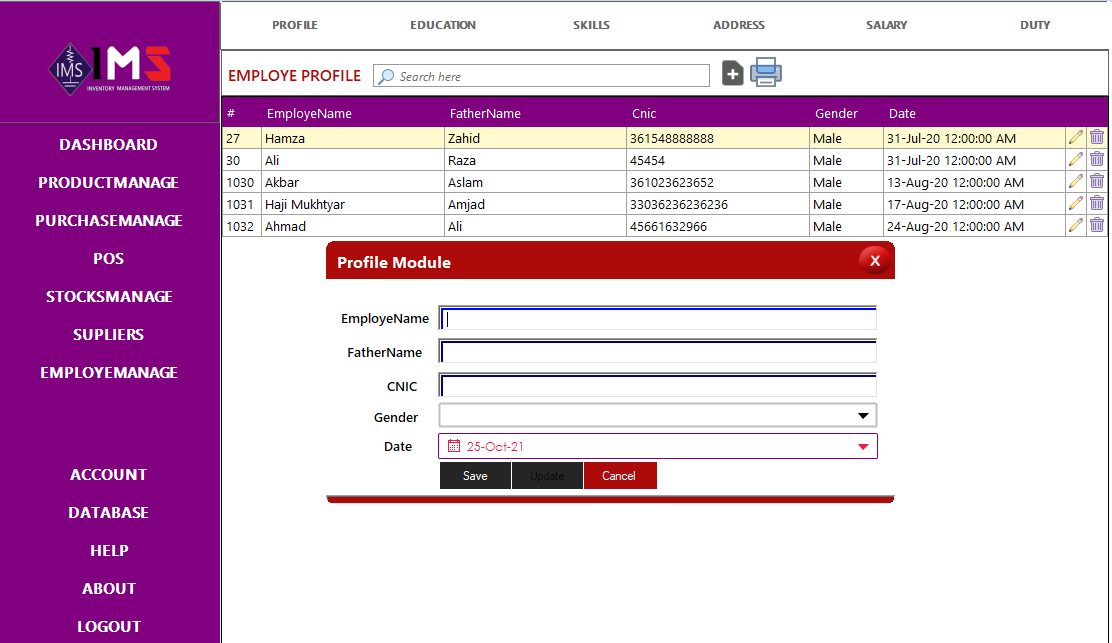 IMS IMS
INVENTORY MANAGEMENT SYSTEM
DASHBOARD
PRODUCTMANAGE
PURCHASEMANAGE
POS
STOCKSMANAGE
SUPLIERS
EMPLOYEMANAGE
ACCOUNT
DATABASE
HELP
ABOUT
LOGOUT
PROFILE EDUCATION SKILLS ADDRESS SALARY DUTY
EMPLOYE PROFILE Search here
# EmployeName FatherName Cnic Gender Date
27 Hamza Zahid 361548888888 Male 31-Jul-20 12:00:00 AM
30 Ali Raza 45454 Male 31-Jul-20 12:00:00 AM
1030 Akbar Aslam 361023623652 Male 13-Aug-20 12:00:00 AM
1031 Haji Mukhtyar Amjad 33036236236236 Male 17-Aug-20 12:00:00 AM
1032 Ahmad Ali 45661632966 Male 24-Aug-20 12:00:00 AM
Profile Module X
EmployeName
FatherName
CNIC
Gender
Date 25-Oct-21
Save Update Cancel